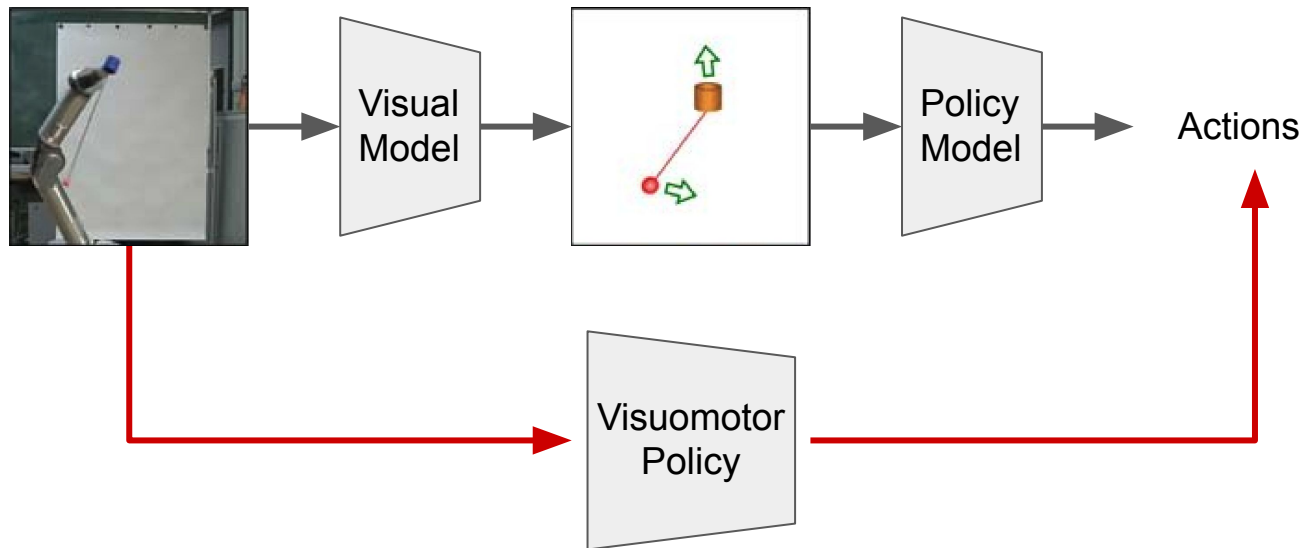 Visual
Model
Policy
Model
Actions
Visuomotor
Policy